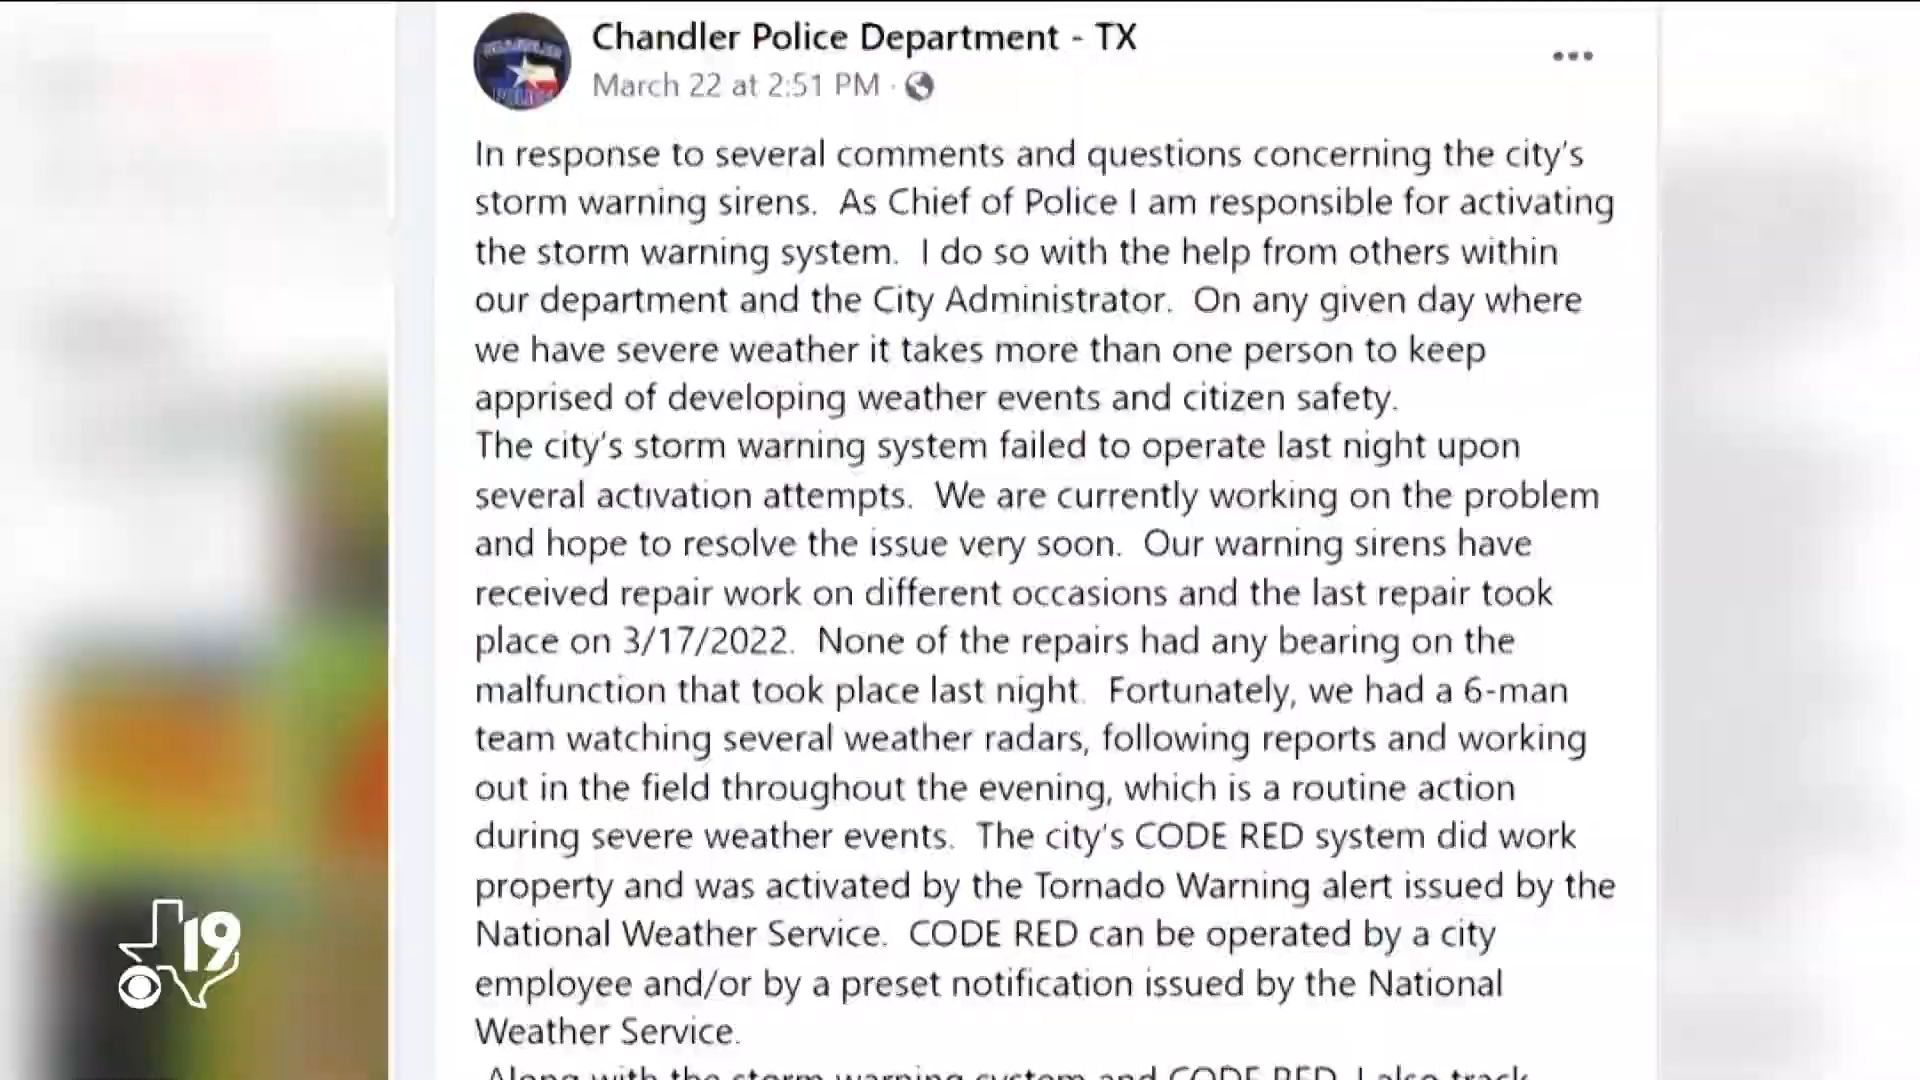 Chandler Police Department - TX
March 22 at 2:51 PM ·
In response to several comments and questions concerning the city's
storm warning sirens.  As Chief of Police I am responsible for activating
the storm warning system.  I do so with the help from others within
our department and the City Administrator.  On any given day where
we have severe weather it takes more than one person to keep
apprised of developing weather events and citizen safety.
The city's storm warning system failed to operate last night upon
several activation attempts.  We are currently working on the problem
and hope to resolve the issue very soon.  Our warning sirens have
received repair work on different occasions and the last repair took
place on 3/17/2022.  None of the repairs had any bearing on the
malfunction that took place last night.  Fortunately, we had a 6-man
team watching several weather radars, following reports and working
out in the field throughout the evening, which is a routine action
during severe weather events.  The city's CODE RED system did work
property and was activated by the Tornado Warning alert issued by the
National Weather Service.  CODE RED can be operated by a city
employee and/or by a preset notification issued by the National
Weather Service.
Along with the storm warning system and CODE RED, I also track
19